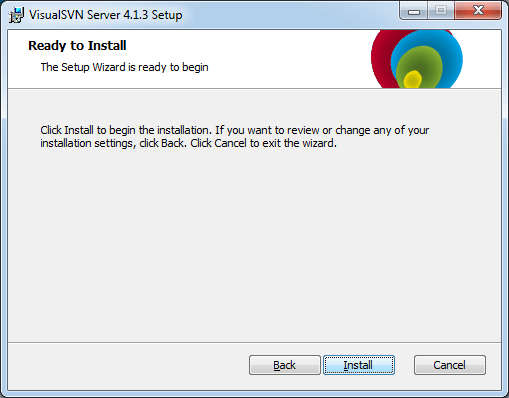 VisualSVN Server 4.1.3 Setup
Ready to Install
The Setup Wizard is ready to begin
Click Install to begin the installation. If you want to review or change any of your
installation settings, click Back. Click Cancel to exit the wizard.
Back Install Cancel